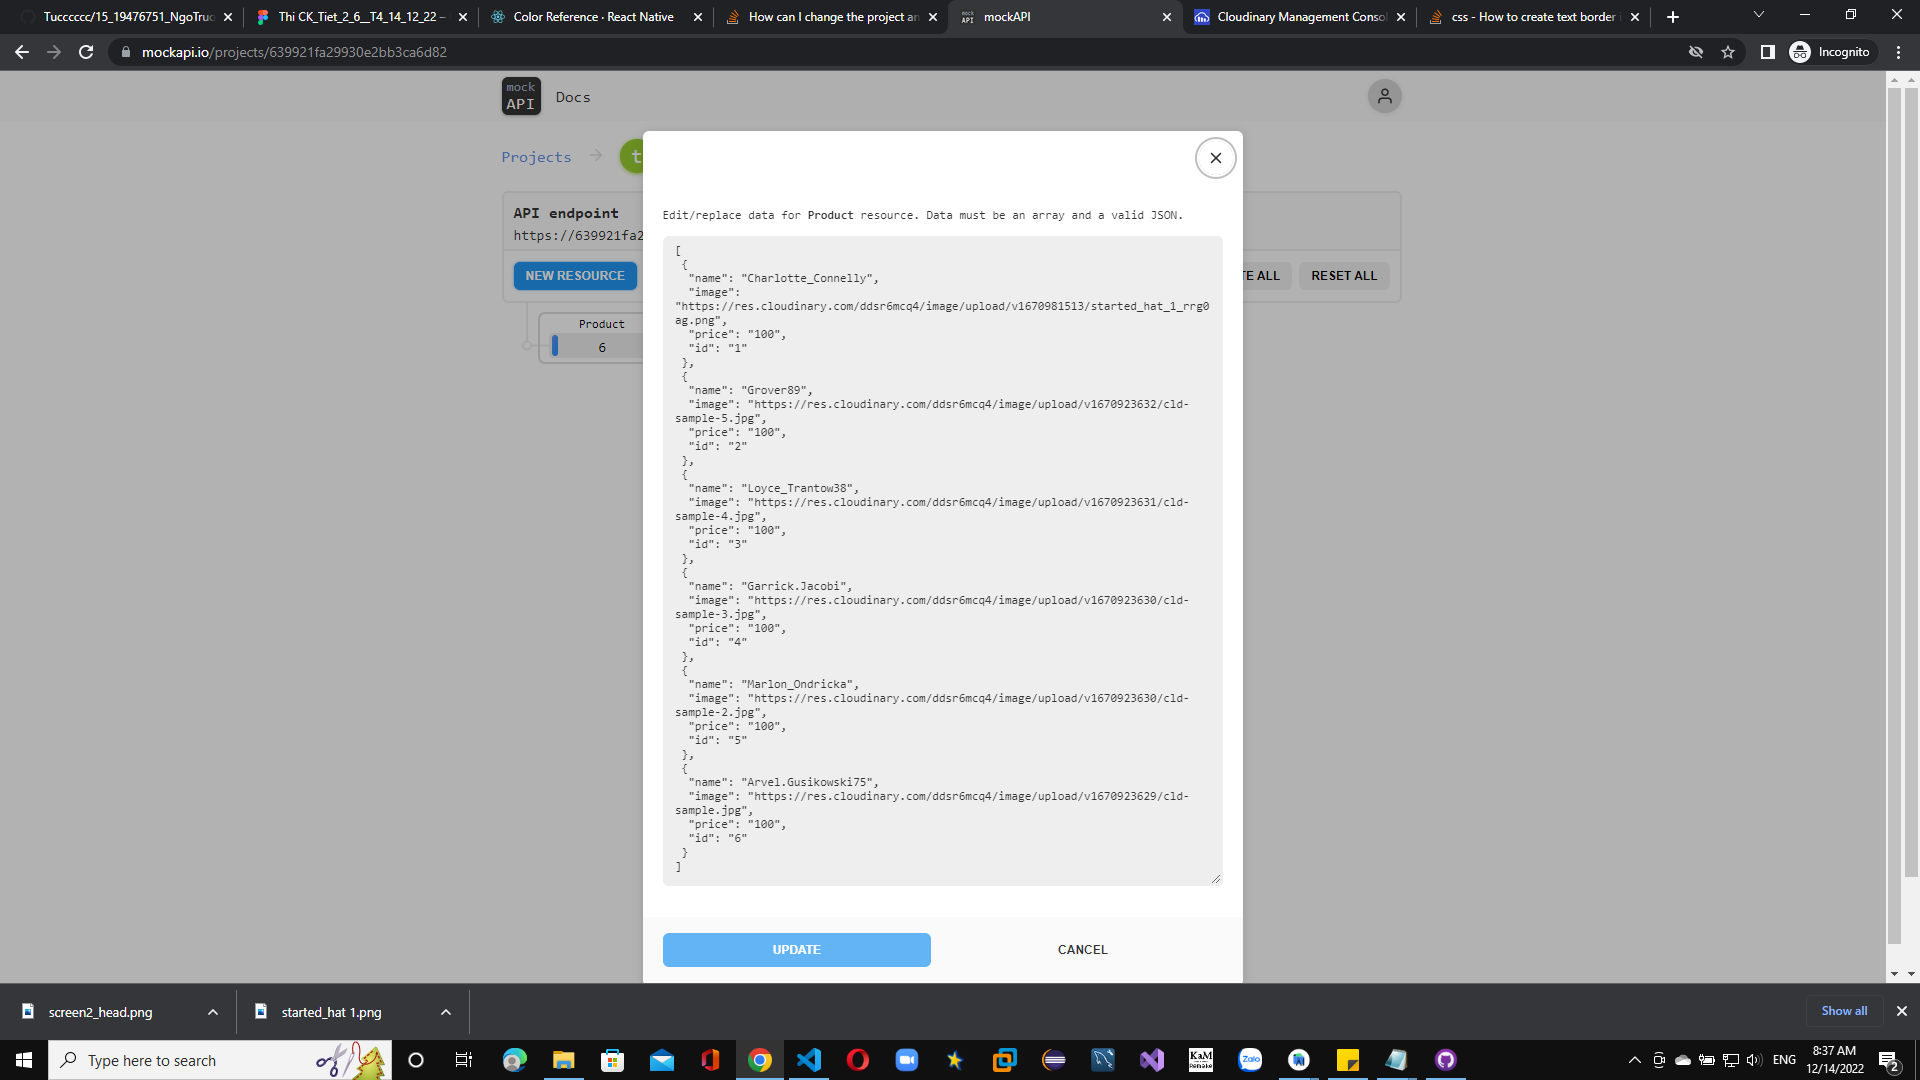 Tucccccc/15_19476751_NgoTruo
Thi CK_Tiet_2_6__T4_14_12_22 –
Color Reference · React Native
How can I change the project an
mockAPI
Cloudinary Management Consol
css - How to create text border i
mockapi.io/projects/639921fa29930e2bb3ca6d82
Incognito
mock
API
Docs
Projects
t
API endpoint
https://639921fa2
NEW RESOURCE
TE ALL
RESET ALL
Product
6
Edit/replace data for Product resource. Data must be an array and a valid JSON.
[
{
"name": "Charlotte_Connelly",
"image":
"https://res.cloudinary.com/ddsr6mcq4/image/upload/v1670981513/started_hat_1_rrg0
ag.png",
"price": "100",
"id": "1"
},
{
"name": "Grover89",
"image": "https://res.cloudinary.com/ddsr6mcq4/image/upload/v1670923632/cld-
sample-5.jpg",
"price": "100",
"id": "2"
},
{
"name": "Loyce_Trantow38",
"image": "https://res.cloudinary.com/ddsr6mcq4/image/upload/v1670923631/cld-
sample-4.jpg",
"price": "100",
"id": "3"
},
{
"name": "Garrick.Jacobi",
"image": "https://res.cloudinary.com/ddsr6mcq4/image/upload/v1670923630/cld-
sample-3.jpg",
"price": "100",
"id": "4"
},
{
"name": "Marlon_Ondricka",
"image": "https://res.cloudinary.com/ddsr6mcq4/image/upload/v1670923630/cld-
sample-2.jpg",
"price": "100",
"id": "5"
},
{
"name": "Arvel.Gusikowski75",
"image": "https://res.cloudinary.com/ddsr6mcq4/image/upload/v1670923629/cld-
sample.jpg",
"price": "100",
"id": "6"
}
]
UPDATE
CANCEL
screen2_head.png
started_hat 1.png
Show all
Type here to search
KaM
Remake
Zalo
ENG
8:37 AM
12/14/2022
2